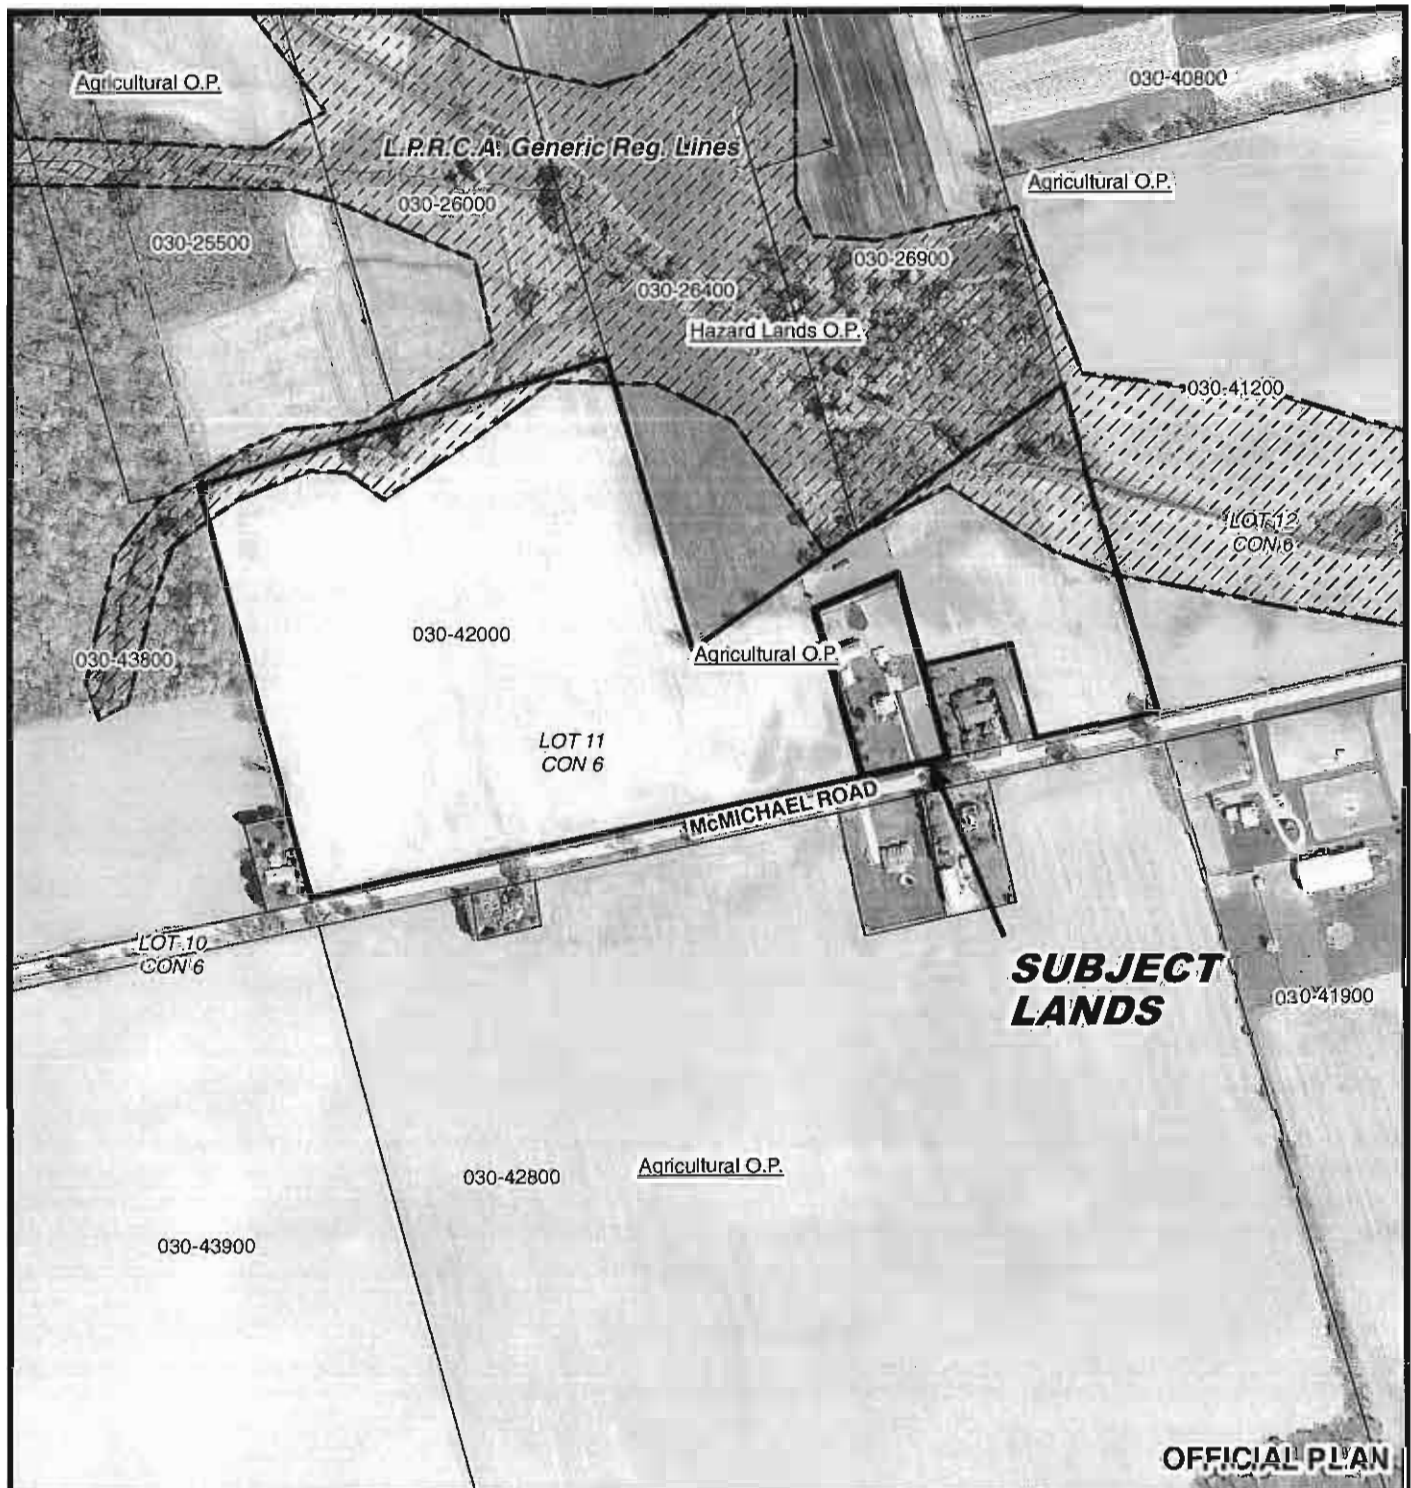 Agricultural O.P.
030-40800
L.P.R.C.A. Generic Reg. Lines
Agricultural O.P.
030-26000
030-25500
030-26900
030-26400
Hazard Lands O.P.
030-41200
LOT 12
CON 6
030-42000
Agricultural O.P.
030-43800
LOT 11
CON 6
McMICHAEL ROAD
LOT 10
CON 6
SUBJECT
LANDS
030-41900
030-42800
Agricultural O.P.
030-43900
OFFICIAL PLAN